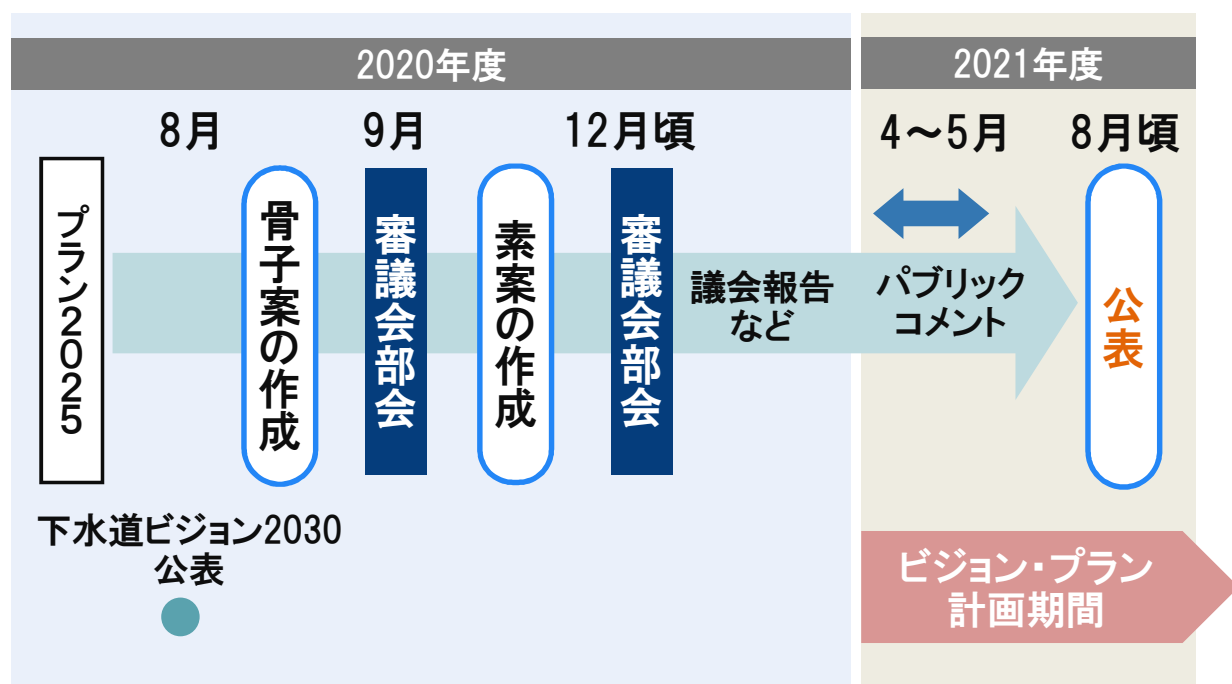 2020年度
2021年度
8月
9月
12月頃
4～5月
8月頃
プラン2025
骨子案の作成
審議会部会
素案の作成
審議会部会
議会報告
など
パブリック
コメント
公表
下水道ビジョン2030
公表
ビジョン・プラン
計画期間